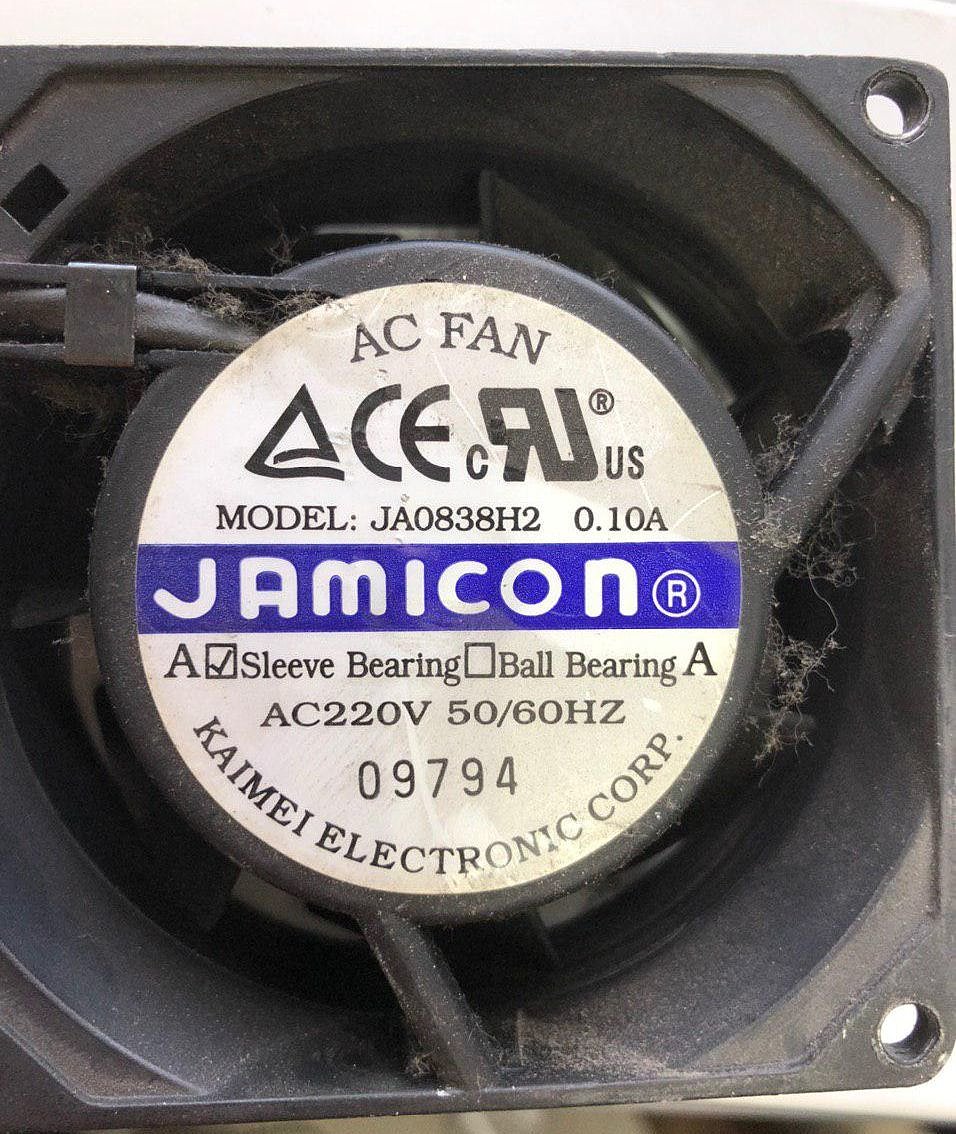 AC FAN
CE c RU ® US
MODEL: JA0838H2 0.10A
JAMICON®
A☑Sleeve Bearing☐Ball Bearing A
AC220V 50/60HZ
09794
KAIMEI ELECTRONIC CORP.